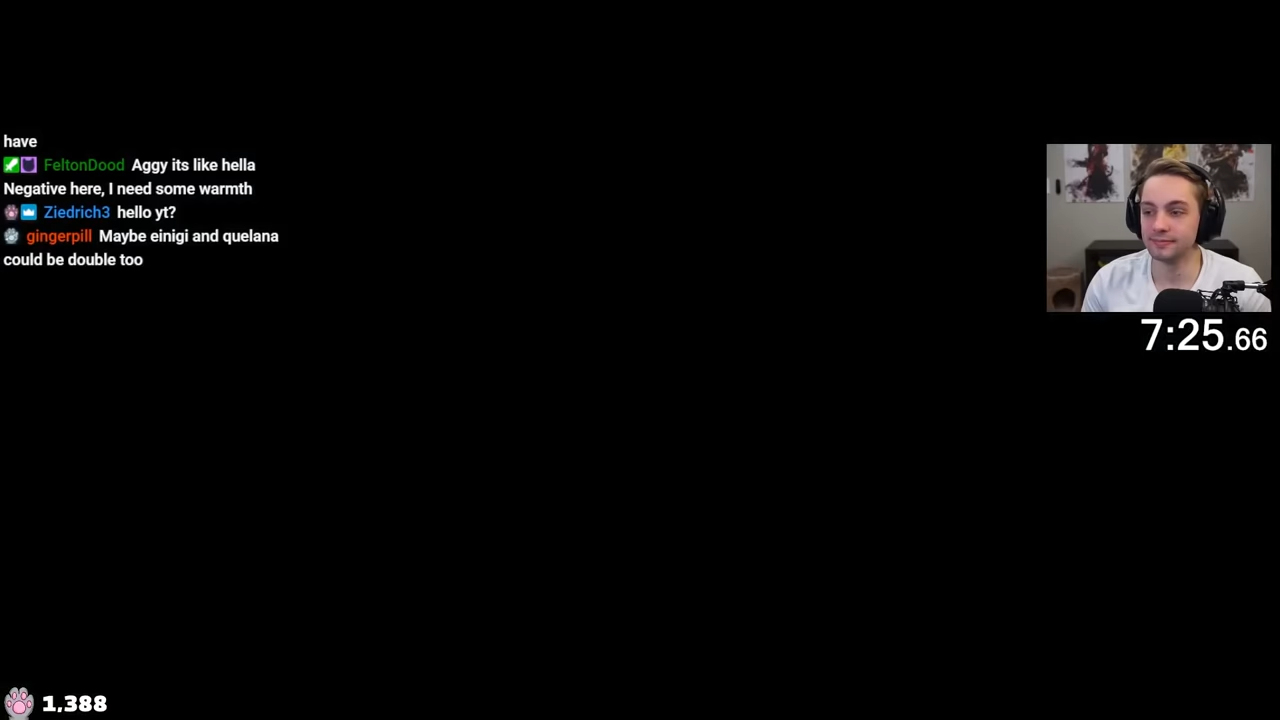 have
FeltonDood Aggy its like hella
Negative here, I need some warmth
Ziedrich3 hello yt?
gingerpill Maybe einigi and quelana
could be double too
7:25.66
1,388